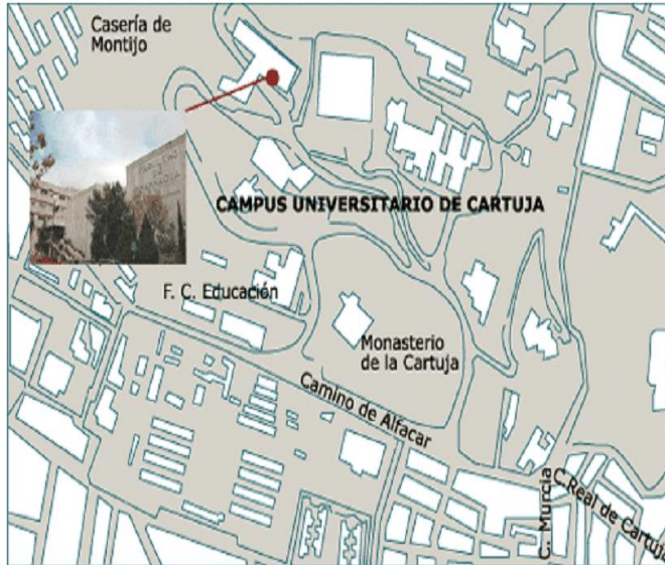 Casería de
Montijo
CAMPUS UNIVERSITARIO DE CARTUJA
F. C. Educación
Monasterio
de la Cartuja
Camino de Alfacar
C. Murcia
C.Real de Cartuja